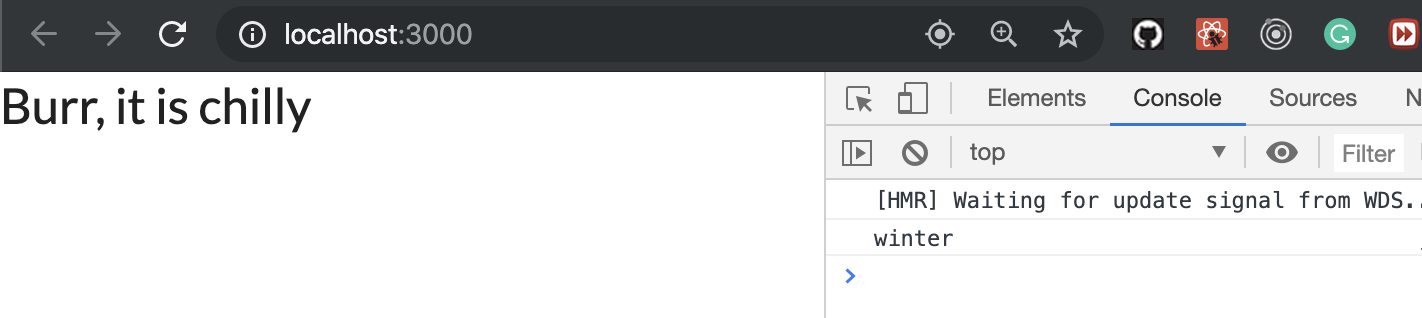 localhost:3000
Burr, it is chilly
Elements Console Sources N
top Filter
[HMR] Waiting for update signal from WDS..
winter